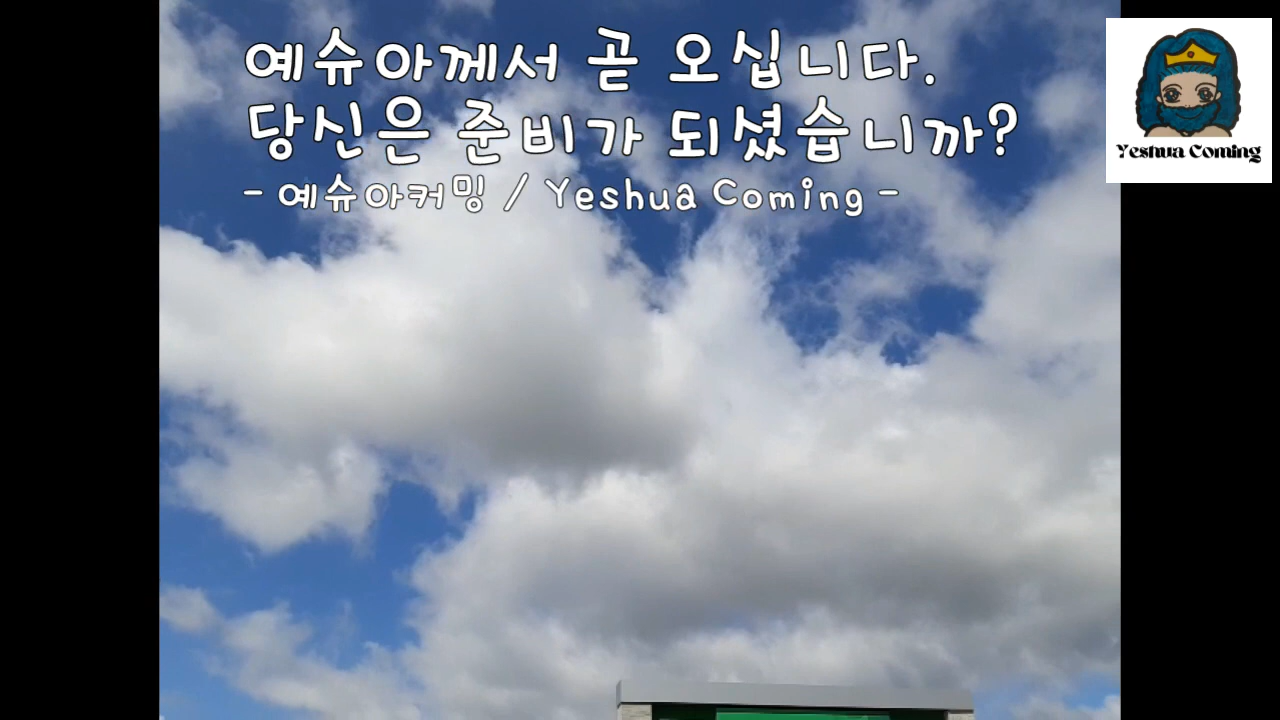 예슈아께서 곧 오십니다.
당신은 준비가 되셨습니까?
- 예슈아커밍 / Yeshua Coming -
Yeshua Coming